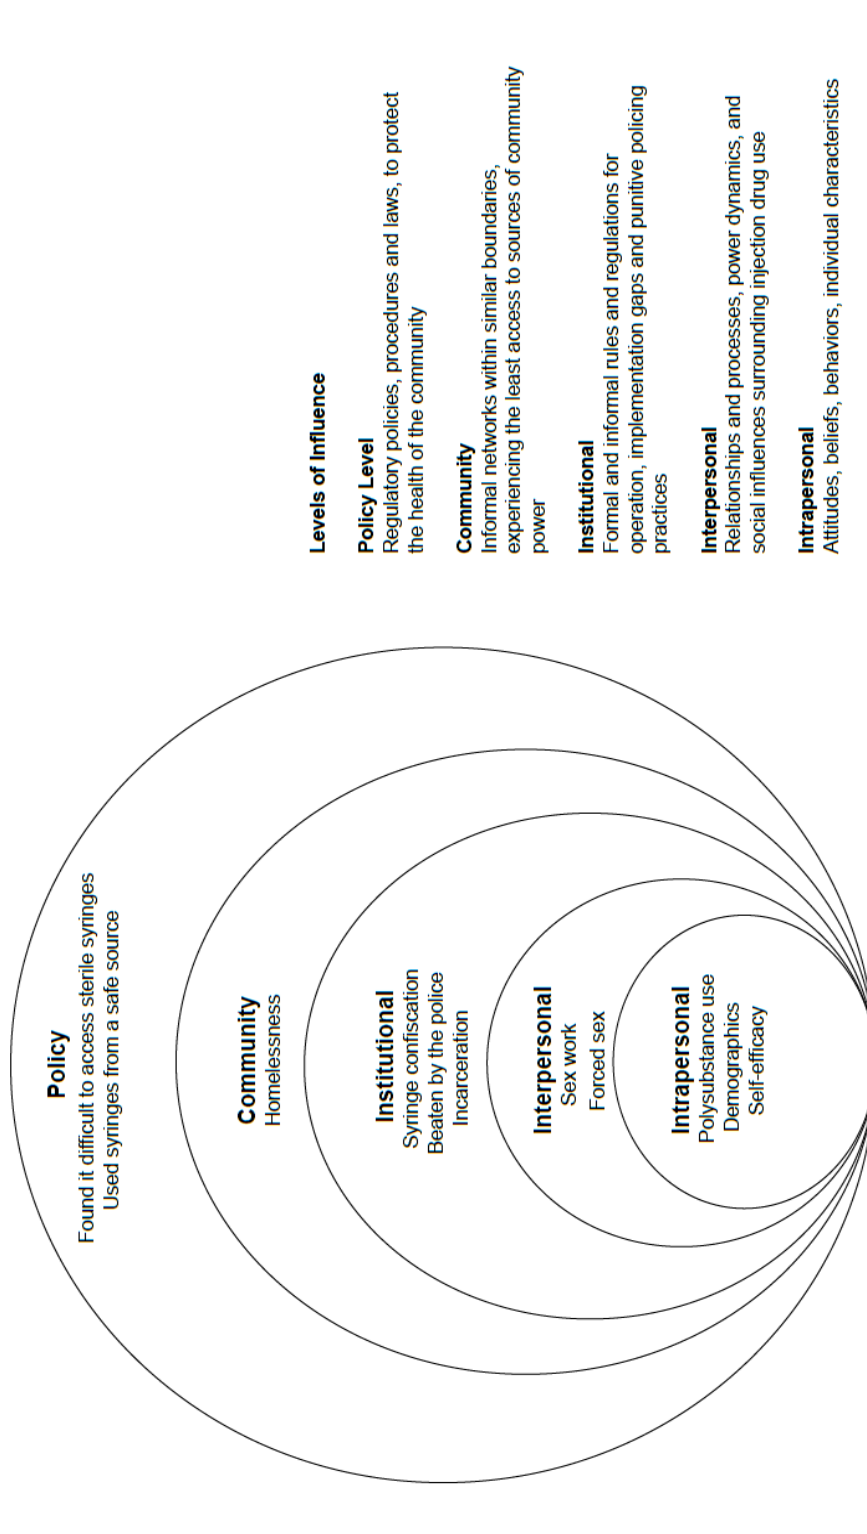 Policy
Found it difficult to access sterile syringes
Used syringes from a safe source
Community
Homelessness
Institutional
Syringe confiscation
Beaten by the police
Incarceration
Interpersonal
Sex work
Forced sex
Intrapersonal
Polysubstance use
Demographics
Self-efficacy
Levels of Influence
Policy Level
Regulatory policies, procedures and laws, to protect
the health of the community
Community
Informal networks within similar boundaries,
experiencing the least access to sources of community
power
Institutional
Formal and informal rules and regulations for
operation, implementation gaps and punitive policing
practices
Interpersonal
Relationships and processes, power dynamics, and
social influences surrounding injection drug use
Intrapersonal
Attitudes, beliefs, behaviors, individual characteristics